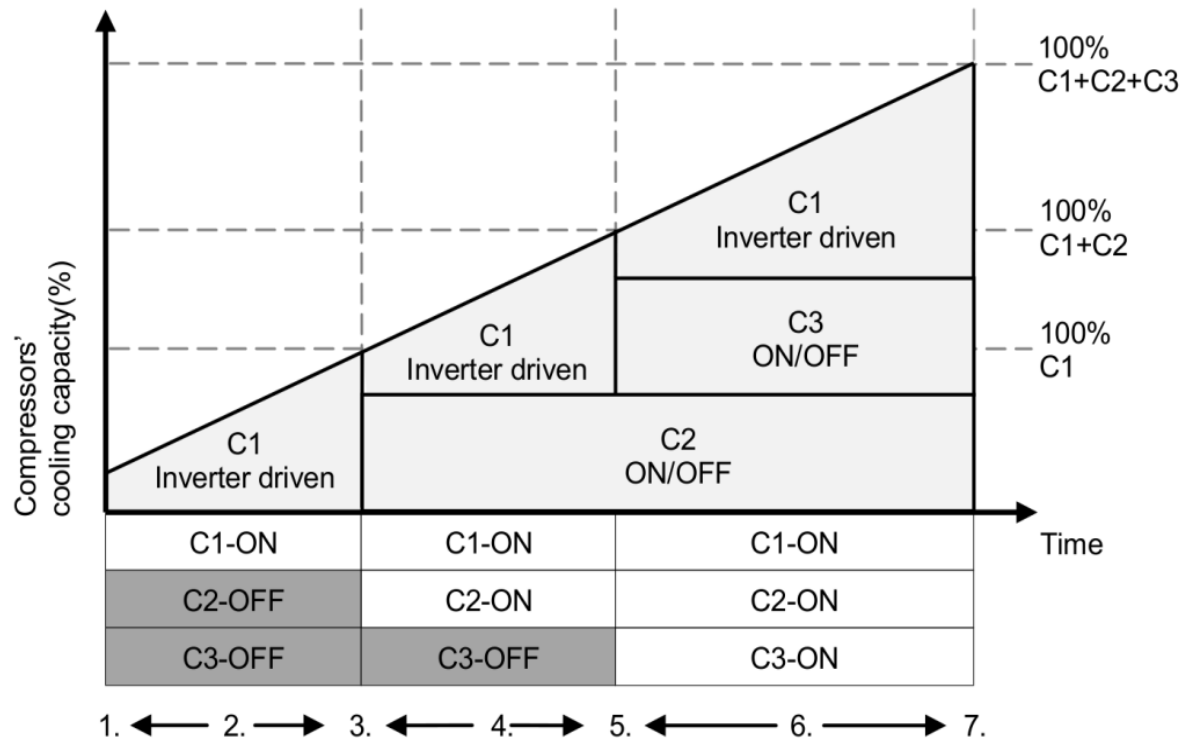 100%
C1+C2+C3
C1
Inverter driven
100%
C1+C2
C1
Inverter driven
C3
ON/OFF
100%
C1
C1
Inverter driven
C2
ON/OFF
Compressors’
cooling capacity(%)
Time
C1-ON C1-ON C1-ON
C2-OFF C2-ON C2-ON
C3-OFF C3-OFF C3-ON
1. 2. 3. 4. 5. 6. 7.